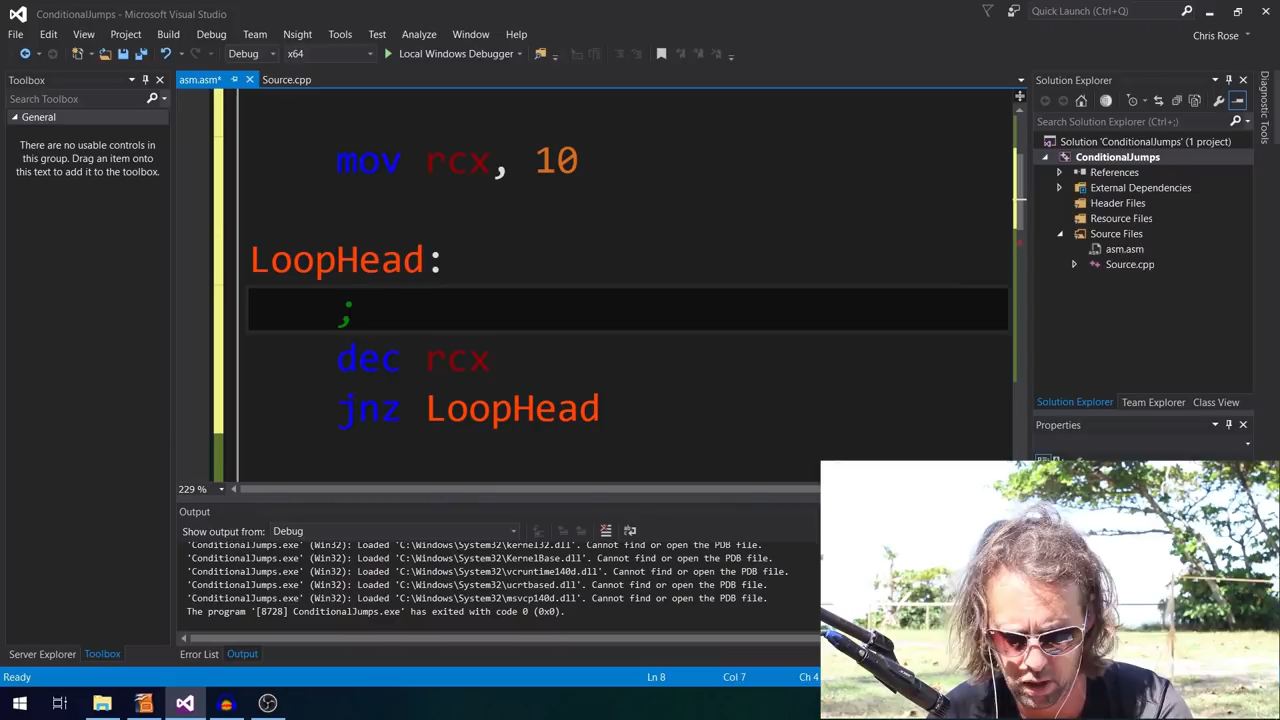 ConditionalJumps - Microsoft Visual Studio
Quick Launch (Ctrl+Q)
File Edit View Project Build Debug Team Nsight Tools Test Analyze Window Help
Chris Rose
Debug x64 Local Windows Debugger
Toolbox
Search Toolbox
General
There are no usable controls in
this group. Drag an item onto
this text to add it to the toolbox.
asm.asm* Source.cpp
mov rcx, 10
LoopHead:
;
dec rcx
jnz LoopHead
229 %
Output
Show output from: Debug
'ConditionalJumps.exe' (Win32): Loaded 'C:\Windows\System32\kernel32.dll'. Cannot find or open the PDB file.
'ConditionalJumps.exe' (Win32): Loaded 'C:\Windows\System32\KernelBase.dll'. Cannot find or open the PDB file.
'ConditionalJumps.exe' (Win32): Loaded 'C:\Windows\System32\vcruntime140d.dll'. Cannot find or open the PDB file.
'ConditionalJumps.exe' (Win32): Loaded 'C:\Windows\System32\ucrtbased.dll'. Cannot find or open the PDB file.
'ConditionalJumps.exe' (Win32): Loaded 'C:\Windows\System32\msvcp140d.dll'. Cannot find or open the PDB file.
The program '[8728] ConditionalJumps.exe' has exited with code 0 (0x0).
Server Explorer Toolbox
Error List Output
Ready
Ln 8 Col 7 Ch 4
Solution Explorer
Search Solution Explorer (Ctrl+;)
Solution 'ConditionalJumps' (1 project)
ConditionalJumps
References
External Dependencies
Header Files
Resource Files
Source Files
asm.asm
Source.cpp
Solution Explorer Team Explorer Class View
Properties
Diagnostic Tools